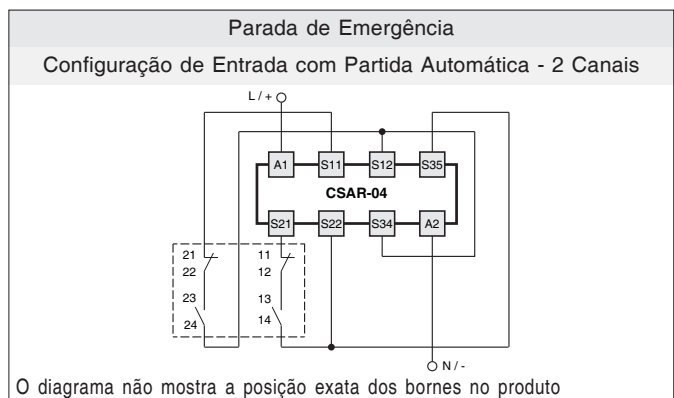 Parada de Emergência
Configuração de Entrada com Partida Automática - 2 Canais
L / +
A1 S11 S12 S35
CSAR-04
S21 S22 S34 A2
21 11
22 12
23 13
24 14
N / -
O diagrama não mostra a posição exata dos bornes no produto